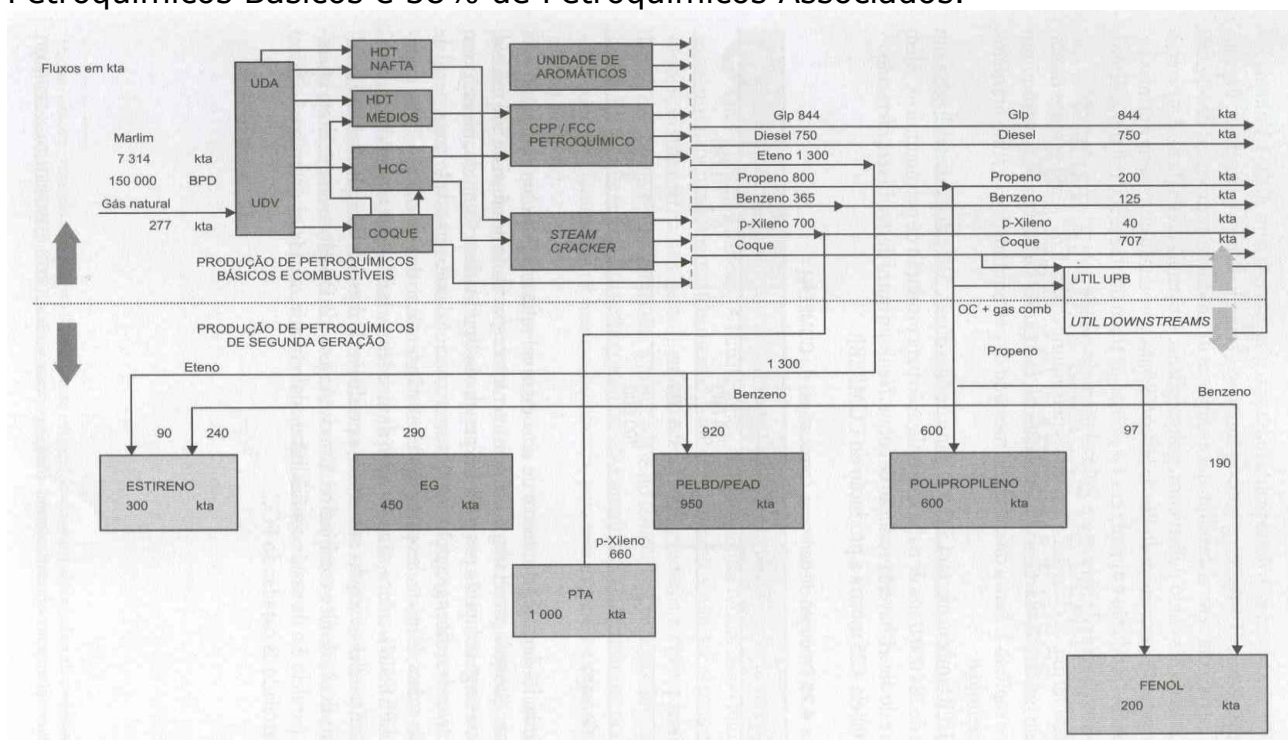 Petroquímicos Básicos e 58% de Petroquímicos Associados.
Fluxos em kta
UDA
UDV
HDT
NAFTA
HDT
MÉDIOS
HCC
COQUE
UNIDADE DE
AROMÁTICOS
CPP / FCC
PETROQUÍMICO
STEAM
CRACKER
Marlim
7 314 kta
150 000 BPD
Gás natural
277 kta
PRODUÇÃO DE PETROQUÍMICOS
BÁSICOS E COMBUSTÍVEIS
Glp 844
Diesel 750
Eteno 1 300
Propeno 800
Benzeno 365
p-Xileno 700
Coque
Glp 844 kta
Diesel 750 kta
Propeno 200 kta
Benzeno 125 kta
p-Xileno 40 kta
Coque 707 kta
UTIL UPB
OC + gas comb
UTIL DOWNSTREAMS
PRODUÇÃO DE PETROQUÍMICOS
DE SEGUNDA GERAÇÃO
Eteno
1 300
Propeno
Benzeno
Benzeno
90 240
290
920
600
97
190
ESTIRENO
300 kta
EG
450 kta
PELBD/PEAD
950 kta
POLIPROPILENO
600 kta
p-Xileno
660
PTA
1 000 kta
FENOL
200 kta